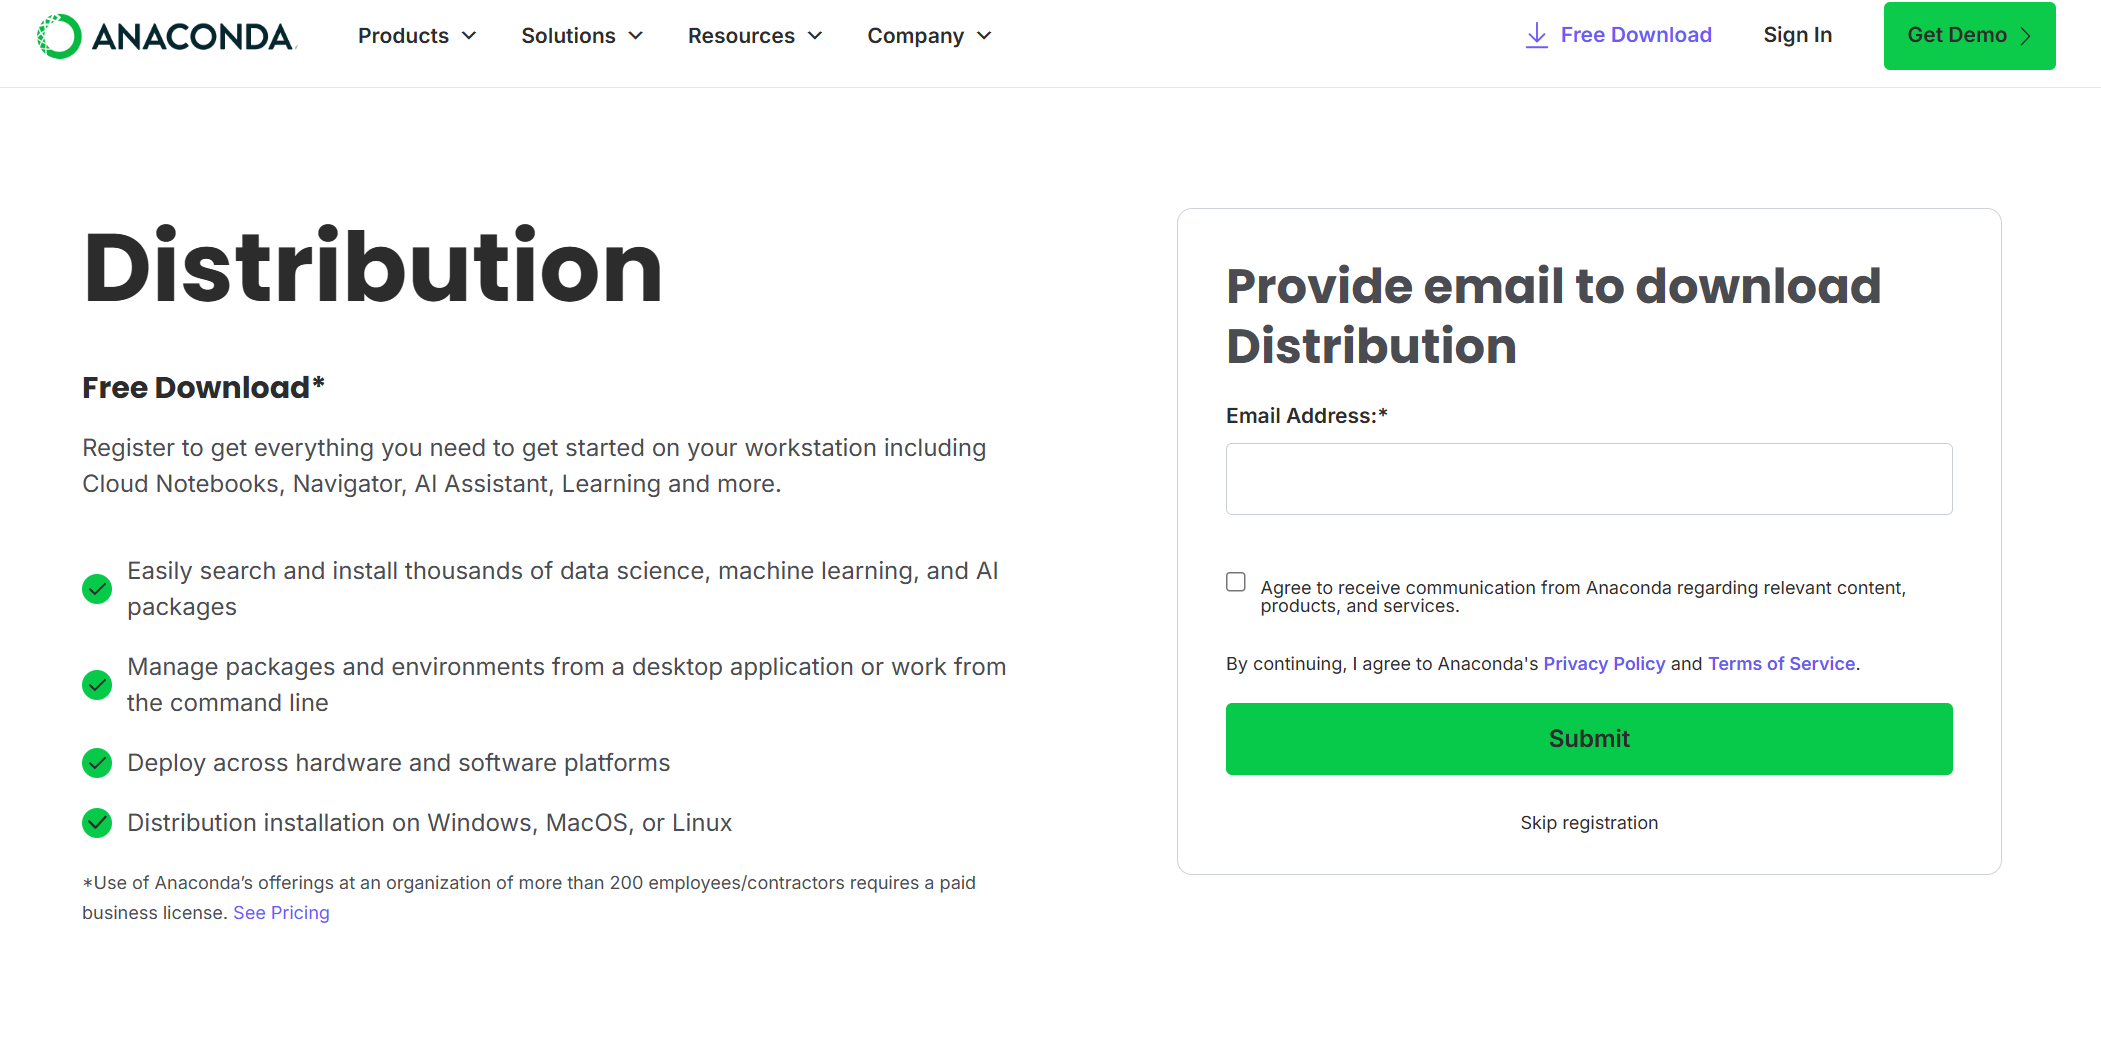 ANACONDA.
Products
Solutions
Resources
Company
Free Download
Sign In
Get Demo
Distribution
Free Download*
Register to get everything you need to get started on your workstation including
Cloud Notebooks, Navigator, AI Assistant, Learning and more.
Easily search and install thousands of data science, machine learning, and AI
packages
Manage packages and environments from a desktop application or work from
the command line
Deploy across hardware and software platforms
Distribution installation on Windows, MacOS, or Linux
*Use of Anaconda’s offerings at an organization of more than 200 employees/contractors requires a paid
business license. See Pricing
Provide email to download
Distribution
Email Address:*
Agree to receive communication from Anaconda regarding relevant content,
products, and services.
By continuing, I agree to Anaconda's Privacy Policy and Terms of Service.
Submit
Skip registration